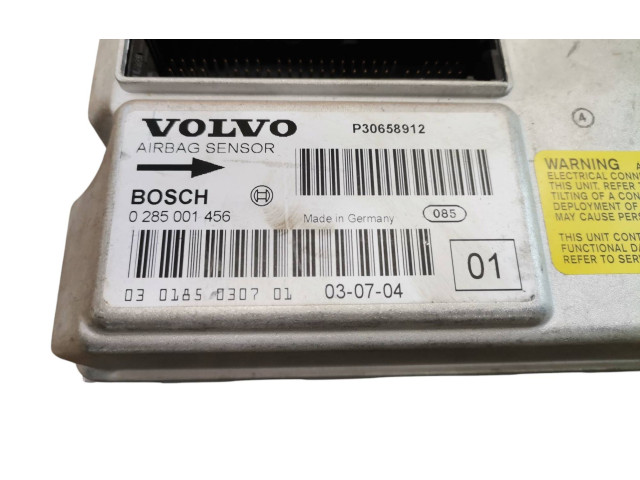 VOLVO
P30658912
AIRBAG SENSOR
BOSCH
0 285 001 456
Made in Germany
085
01
03 0185 0307 01
03-07-04
A
WARNING
ELECTRICAL CONN
THIS UNIT, REFER
TILTING OF A CON
DEPLOYMENT OF
MAY CAUSE PERS
THIS UNIT CONT
FUNCTIONAL DA
REFER TO SERV